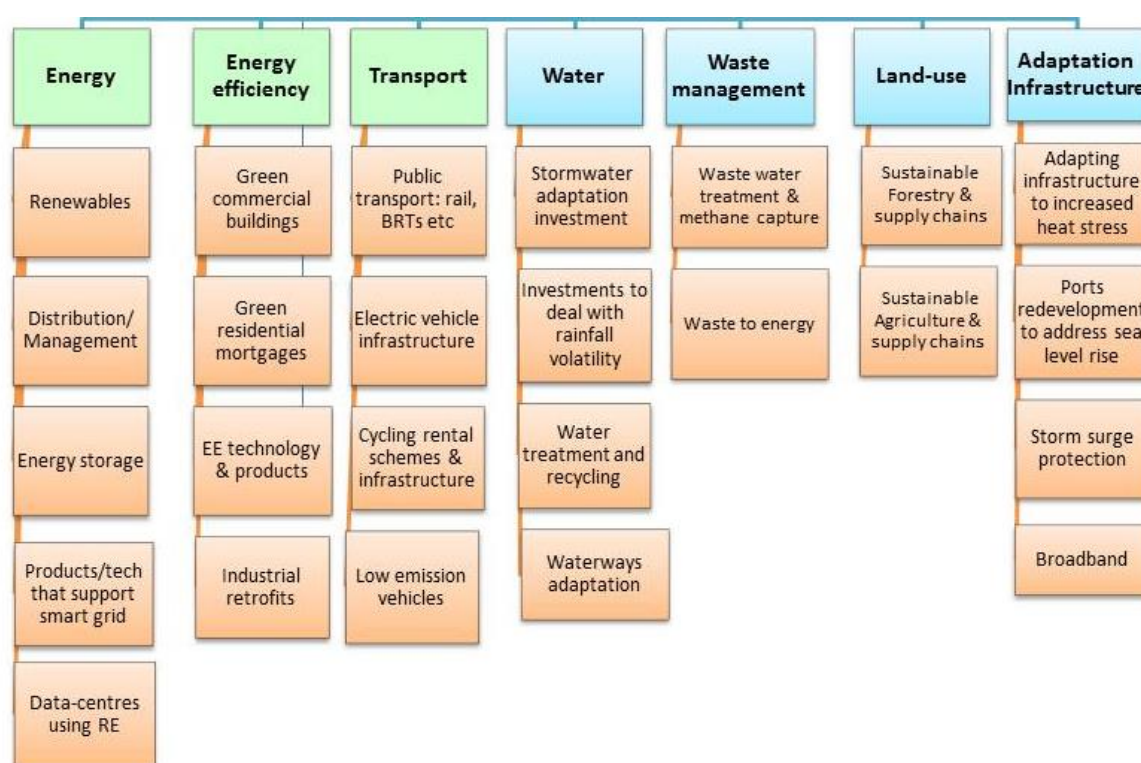 Energy
Energy
efficiency
Transport
Water
Waste
management
Land-use
Adaptation
Infrastructure
Renewables
Distribution/
Management
Energy storage
Products/tech
that support
smart grid
Data-centres
using RE
Green
commercial
buildings
Green
residential
mortgages
EE technology
& products
Industrial
retrofits
Public
transport: rail,
BRTs etc
Electric vehicle
infrastructure
Cycling rental
schemes &
infrastructure
Low emission
vehicles
Stormwater
adaptation
investment
Investments to
deal with
rainfall
volatility
Water
treatment and
recycling
Waterways
adaptation
Waste water
treatment &
methane capture
Waste to energy
Sustainable
Forestry &
supply chains
Sustainable
Agriculture &
supply chains
Adapting
infrastructure
to increased
heat stress
Ports
redevelopment
to address sea
level rise
Storm surge
protection
Broadband